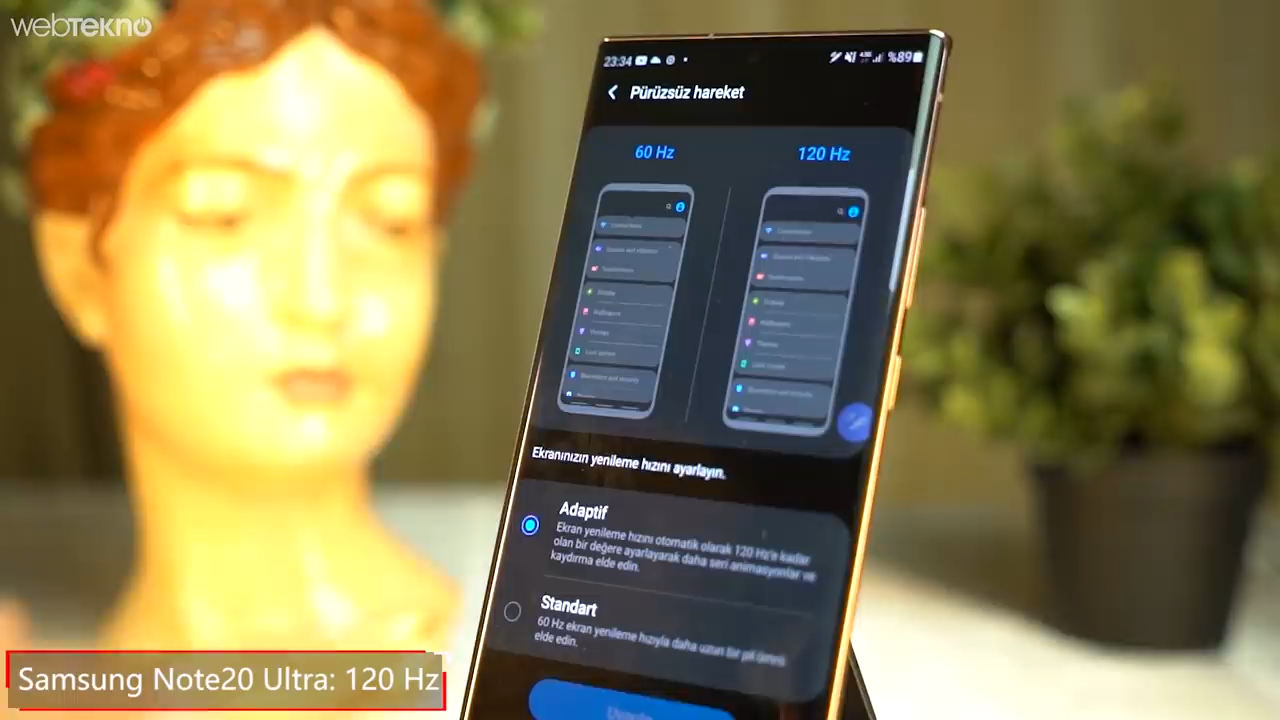 webTEKNO
23:34
%89
Pürüzsüz hareket
60 Hz
120 Hz
Ekranınızın yenileme hızını ayarlayın.
Adaptif
Ekran yenileme hızını otomatik olarak 120 Hz'e kadar
olan bir değere ayarlayarak daha seri animasyonlar ve
kaydırma elde edin.
Standart
60 Hz ekran yenileme hızıyla daha uzun bir pil ömrü
elde edin.
Samsung Note20 Ultra: 120 Hz